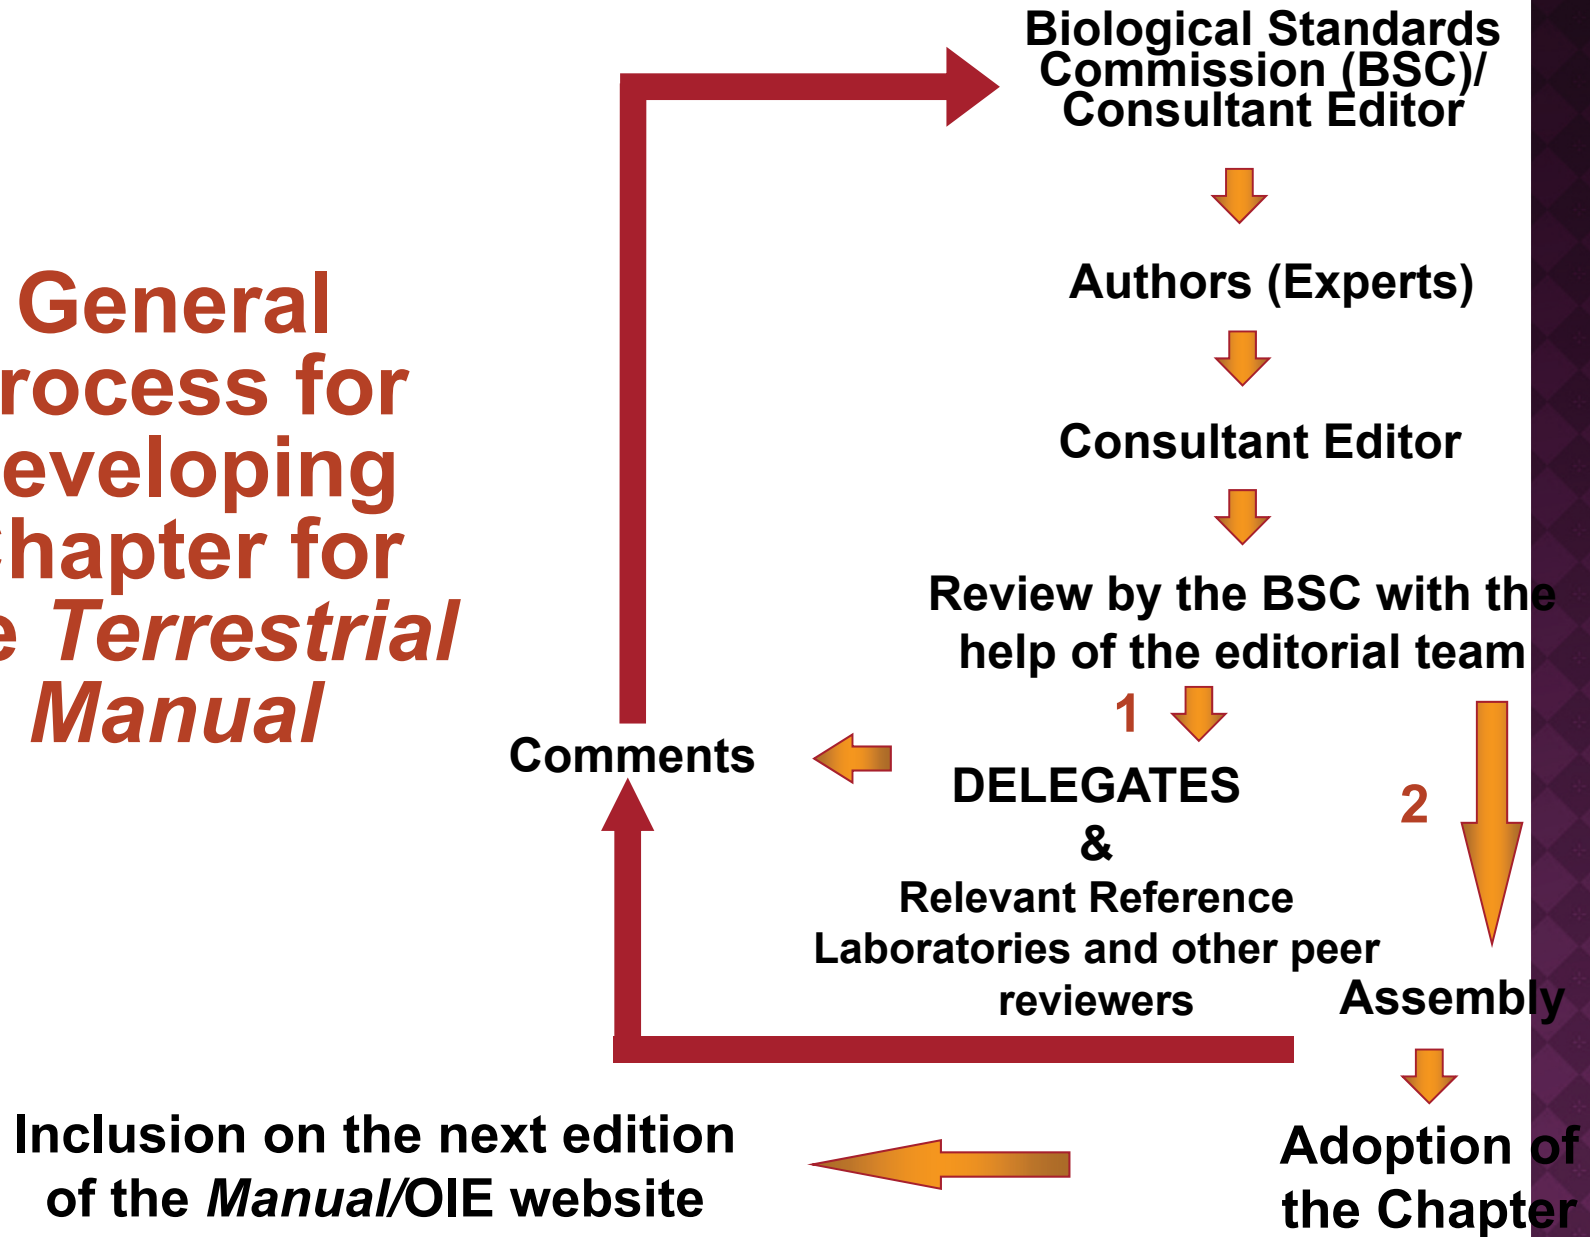 General
rocess for
eveloping
Chapter for
e Terrestrial
Manual
Biological Standards
Commission (BSC)/
Consultant Editor
Authors (Experts)
Consultant Editor
Review by the BSC with the
help of the editorial team
1
2
Comments
DELEGATES
&
Relevant Reference
Laboratories and other peer
reviewers
Assembly
Adoption of
the Chapter
Inclusion on the next edition
of the Manual/OIE website